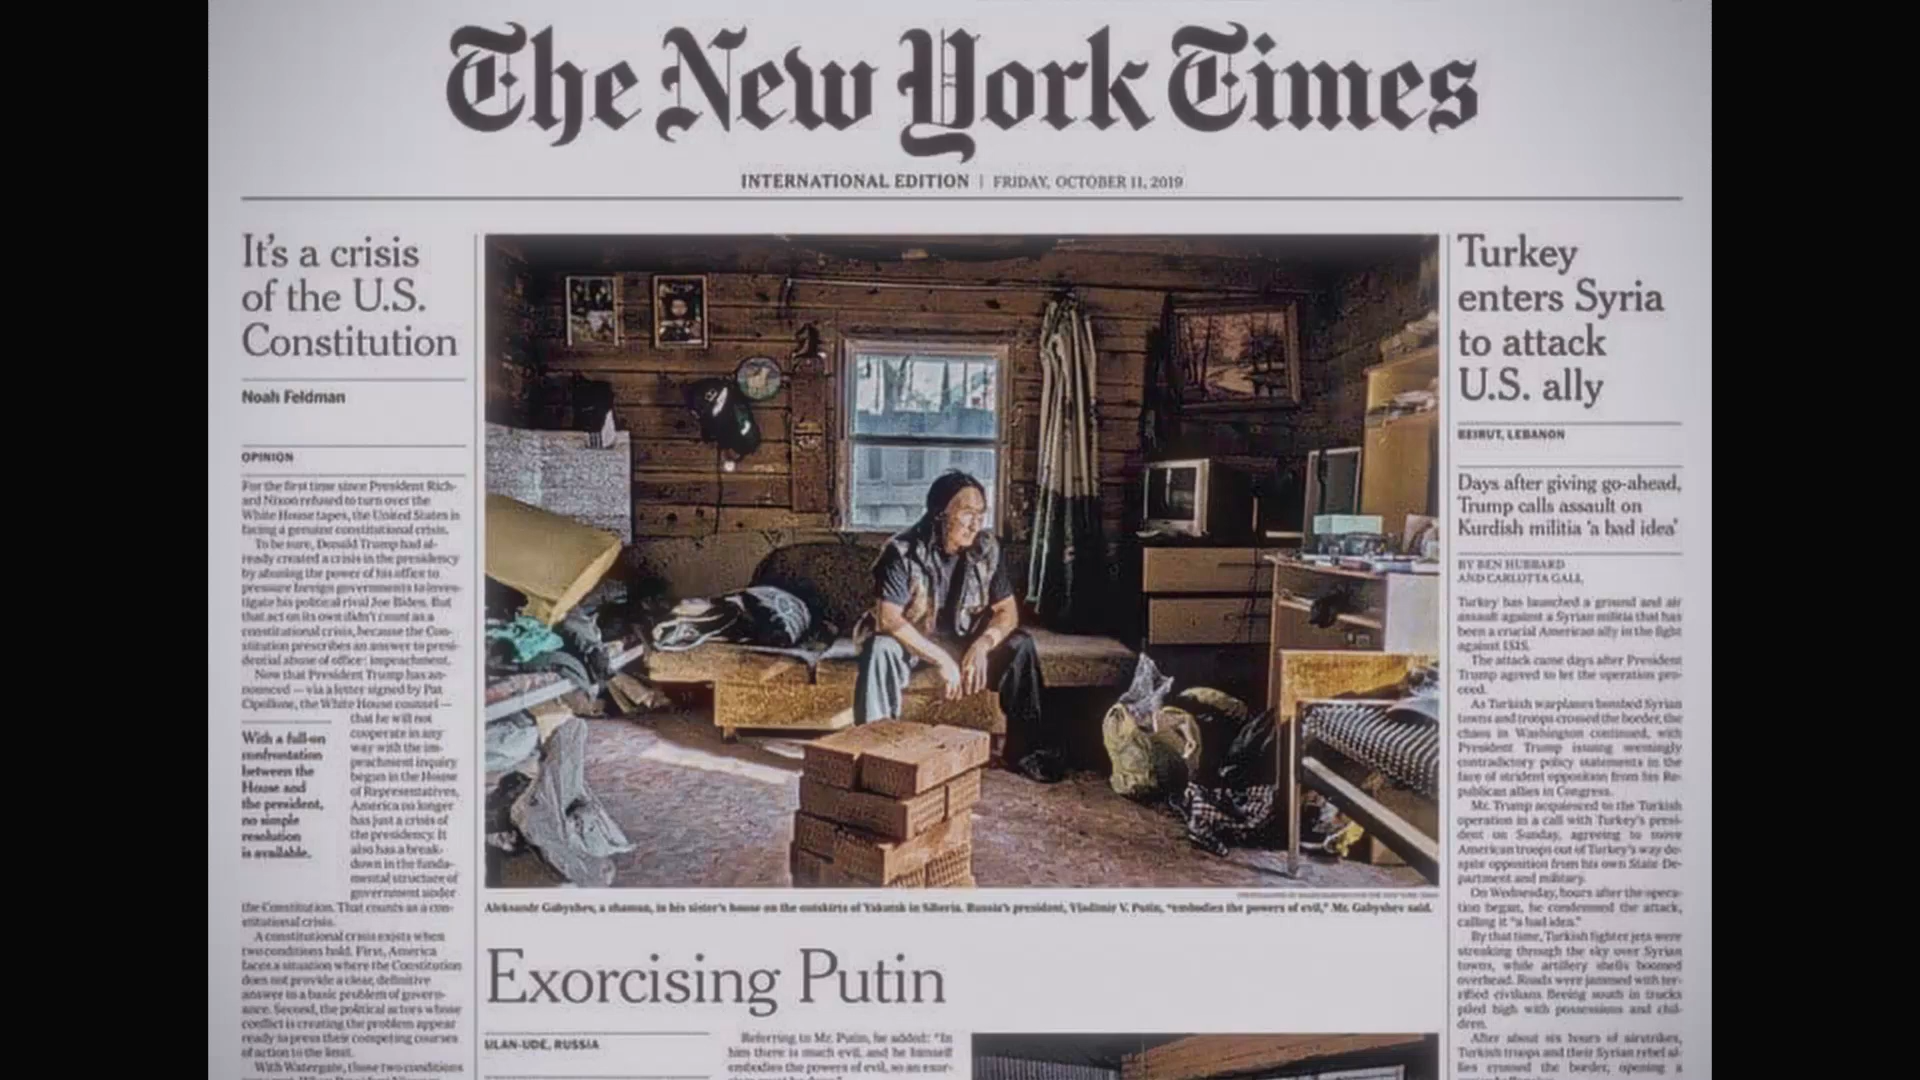 The New York Times
INTERNATIONAL EDITION | FRIDAY, OCTOBER 11, 2019
It's a crisis
of the U.S.
Constitution
Noah Feldman
OPINION
For the first time since President Rich-
ard Nixon refused to turn over the
White House tapes, the United States is
facing a genuine constitutional crisis.
To be sure, Donald Trump had al-
ready created a crisis in the presidency
by abusing the power of his office to
pressure foreign governments to inves-
tigate his political rival Joe Biden. But
that act on its own didn't count as a
constitutional crisis, because the Con-
stitution prescribes an answer to presi-
dential abuse of office: impeachment.
Now that President Trump has an-
nounced — via a letter signed by Pat
Cipollone, the White House counsel —
that he will not
cooperate in any
way with the im-
peachment inquiry
begun in the House
of Representatives,
America no longer
has just a crisis of
the presidency. It
also has a break-
down in the funda-
mental structure of
government under
the Constitution. That counts as a con-
stitutional crisis.
A constitutional crisis exists when
two conditions hold. First, America
faces a situation where the Constitution
does not provide a clear, definitive
answer to a basic problem of govern-
ance. Second, the political actors whose
conflict is creating the problem appear
ready to press their competing courses
of action to the limit.
With Watergate, those two conditions
With a full-on
confrontation
between the
House and
the president,
no simple
resolution
is available.
Aleksandr Gabyshev, a shaman, in his sister's house on the outskirts of Yakutsk in Siberia. Russia's president, Vladimir V. Putin, "embodies the powers of evil," Mr. Gabyshev said.
Exorcising Putin
ULAN-UDE, RUSSIA
Referring to Mr. Putin, he added: "In
him there is much evil, and he himself
embodies the powers of evil, so an exor-
Turkey
enters Syria
to attack
U.S. ally
BEIRUT, LEBANON
Days after giving go-ahead,
Trump calls assault on
Kurdish militia 'a bad idea'
BY BEN HUBBARD
AND CARLOTTA GALL
Turkey has launched a ground and air
assault against a Syrian militia that has
been a crucial American ally in the fight
against ISIS.
The attack came days after President
Trump agreed to let the operation pro-
ceed.
As Turkish warplanes bombed Syrian
towns and troops crossed the border, the
chaos in Washington continued, with
President Trump issuing seemingly
contradictory policy statements in the
face of strident opposition from his Re-
publican allies in Congress.
Mr. Trump acquiesced to the Turkish
operation in a call with Turkey's presi-
dent on Sunday, agreeing to move
American troops out of Turkey's way de-
spite opposition from his own State De-
partment and military.
On Wednesday, hours after the opera-
tion began, he condemned the attack,
calling it "a bad idea."
By that time, Turkish fighter jets were
streaking through the sky over Syrian
towns, while artillery shells boomed
overhead. Roads were jammed with ter-
rified civilians fleeing south in trucks
piled high with possessions and chil-
dren.
After about six hours of airstrikes,
Turkish troops and their Syrian rebel al-
lies crossed the border, opening a